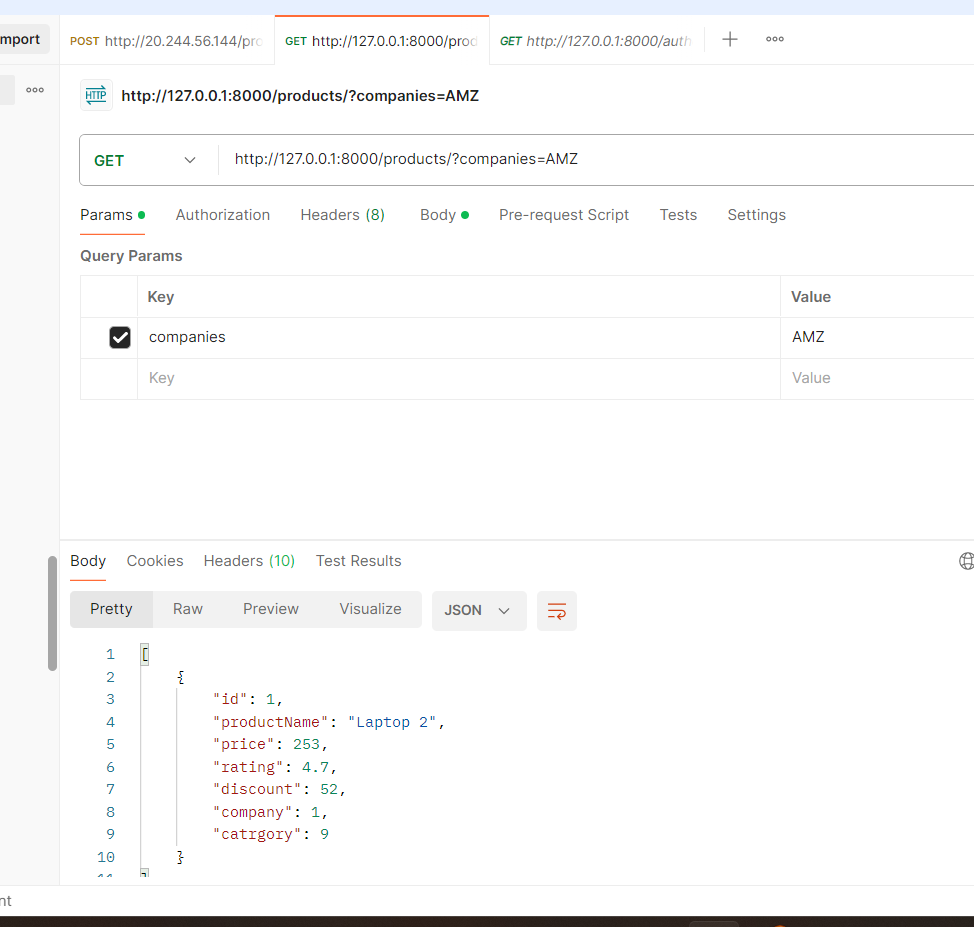 mport
POST http://20.244.56.144/pro
GET http://127.0.0.1:8000/prod
GET http://127.0.0.1:8000/auth
HTTP
http://127.0.0.1:8000/products/?companies=AMZ
GET
http://127.0.0.1:8000/products/?companies=AMZ
Params
Authorization
Headers (8)
Body
Pre-request Script
Tests
Settings
Query Params
Key
Value
companies
AMZ
Key
Value
Body
Cookies
Headers (10)
Test Results
Pretty
Raw
Preview
Visualize
JSON
1 [
2 {
3 "id": 1,
4 "productName": "Laptop 2",
5 "price": 253,
6 "rating": 4.7,
7 "discount": 52,
8 "company": 1,
9 "catrgory": 9
10 }
11 ]
nt